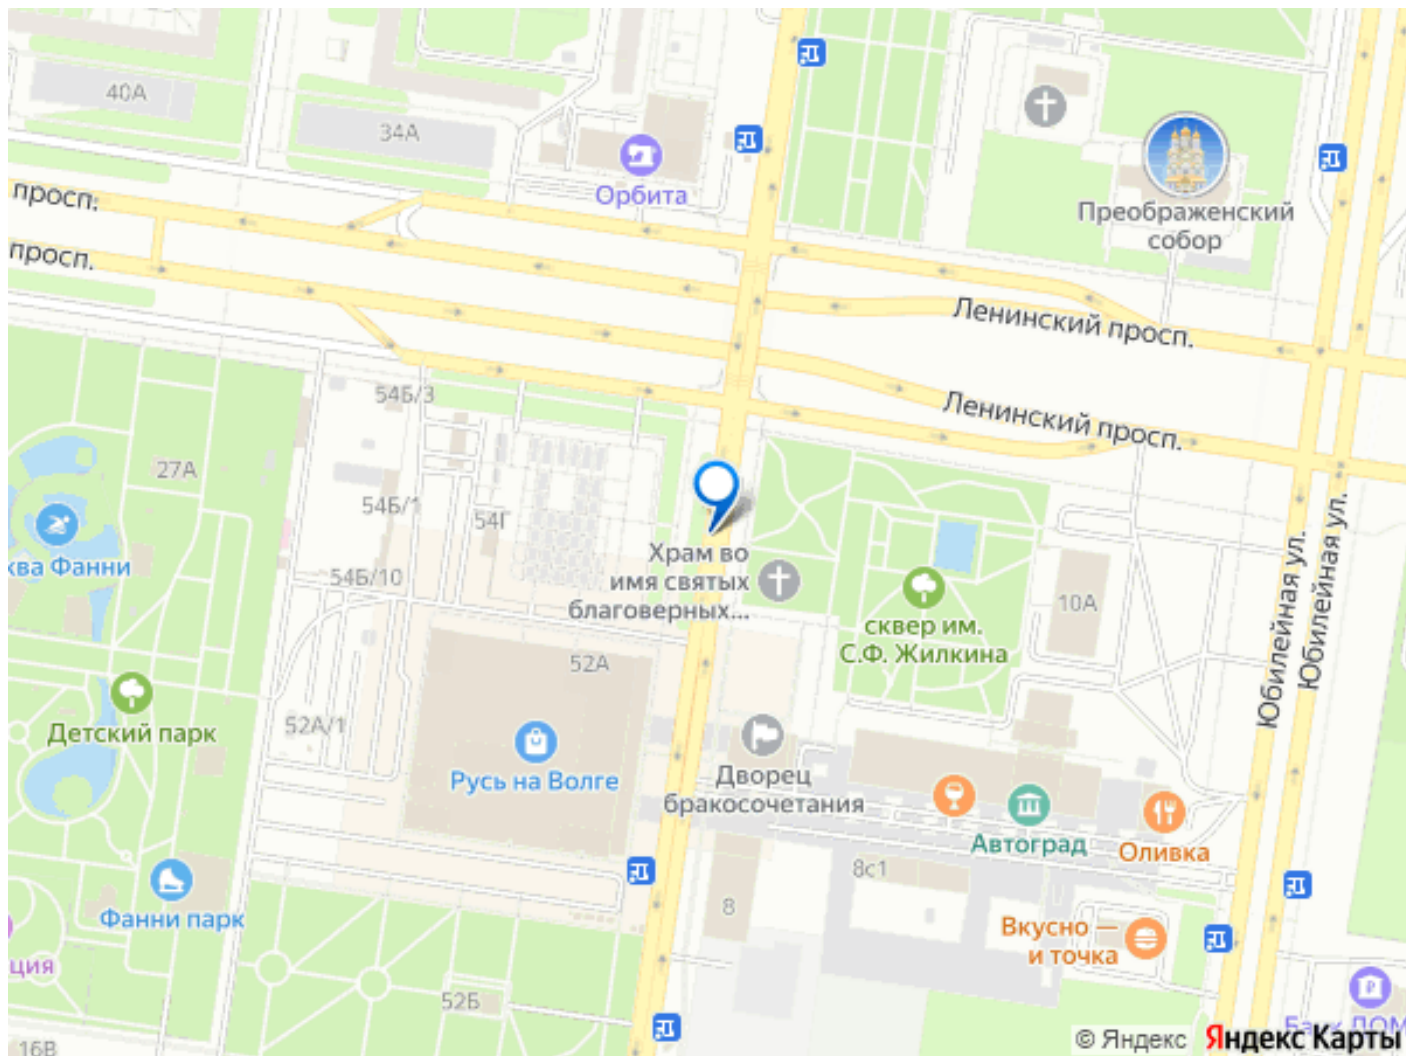 40А
34А
Орбита
Преображенский
собор
просп.
просп.
Ленинский просп.
Ленинский просп.
54Б/3
27А
54Б/1
54Г
ква Фанни
54Б/10
Храм во
имя святых
благоверных...
сквер им.
С.Ф. Жилкина
10А
Юбилейная ул.
Юбилейная ул.
52А
Детский парк
52А/1
Русь на Волге
Дворец
бракосочетания
Автоград
Оливка
8с1
8
Фанни парк
Вкусно —
и точка
ция
52Б
16В
Банк ДОМ
© Яндекс
Яндекс Карты